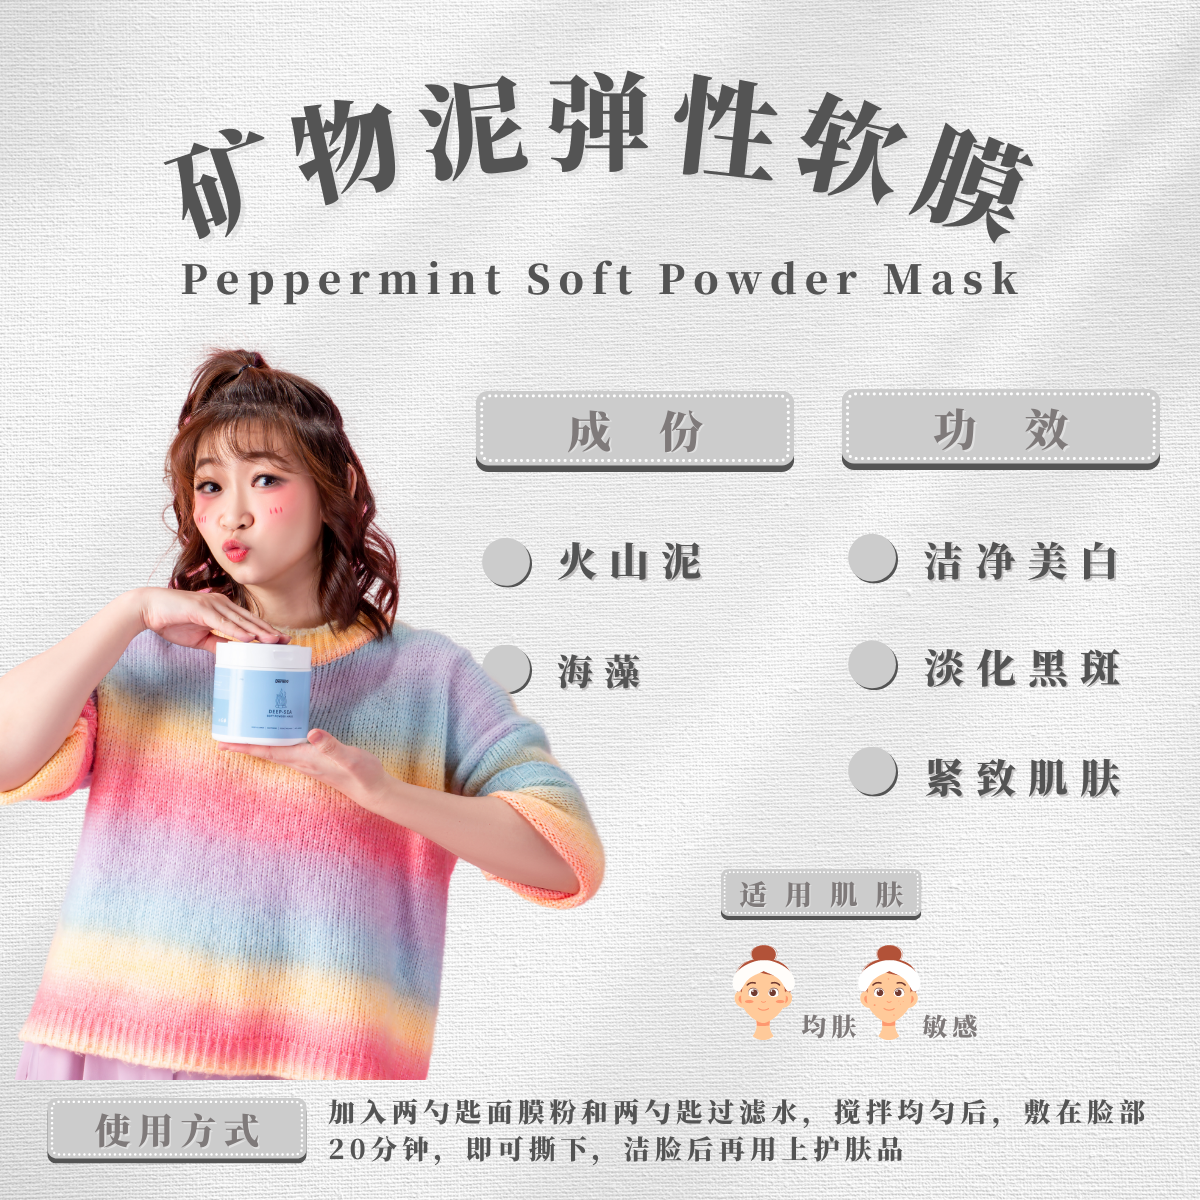 矿物泥弹性软膜
Peppermint Soft Powder Mask
成 份
功 效
火山泥
海藻
洁净美白
淡化黑斑
紧致肌肤
DEEP-SEA
适用肌肤
均肤
敏感
使用方式
加入两勺匙面膜粉和两勺匙过滤水，搅拌均匀后，敷在脸部
20分钟，即可撕下，洁脸后再用上护肤品